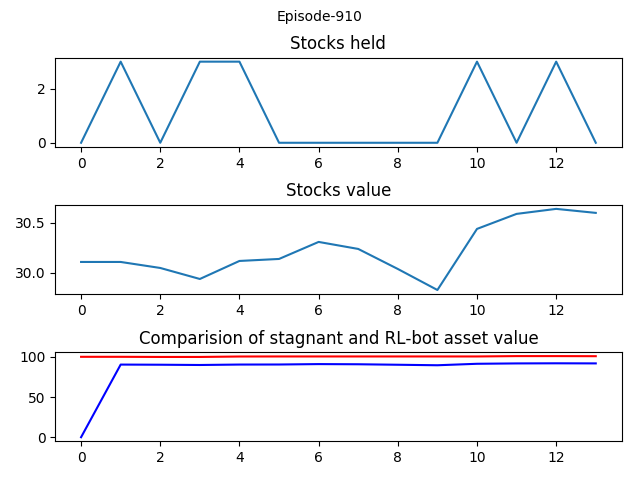 Episode-910
Stocks held
2
0
0 2 4 6 8 10 12
Stocks value
30.5
30.0
0 2 4 6 8 10 12
Comparision of stagnant and RL-bot asset value
100
50
0
0 2 4 6 8 10 12